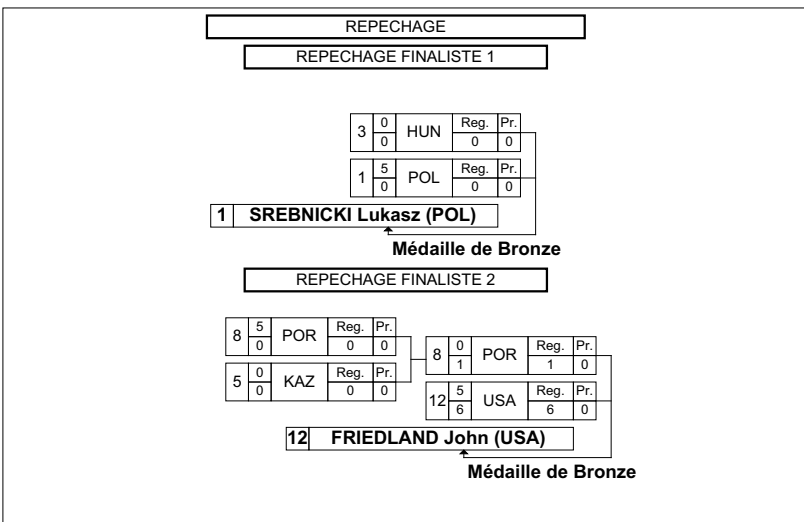 REPECHAGE
REPECHAGE FINALISTE 1
3 0 HUN Reg. Pr.
0 0 0
1 5 POL Reg. Pr.
0 0 0
1 SREBNICKI Lukasz (POL)
Médaille de Bronze
REPECHAGE FINALISTE 2
8 5 POR Reg. Pr.
0 0 0
5 0 KAZ Reg. Pr.
0 0 0
8 0 POR Reg. Pr.
1 1 0
12 5 USA Reg. Pr.
6 6 0
12 FRIEDLAND John (USA)
Médaille de Bronze